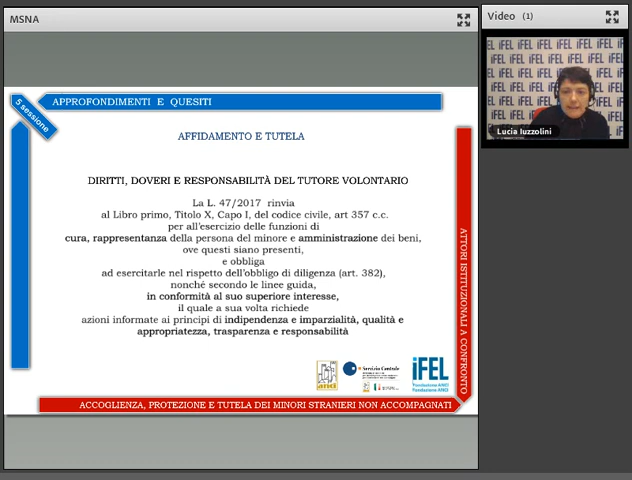 MSNA
Video (1)
iFEL
Lucia Iuzzolini
5 sessione
APPROFONDIMENTI E QUESITI
AFFIDAMENTO E TUTELA
DIRITTI, DOVERI E RESPONSABILITÀ DEL TUTORE VOLONTARIO
La L. 47/2017 rinvia
al Libro primo, Titolo X, Capo I, del codice civile, art 357 c.c.
per all'esercizio delle funzioni di
cura, rappresentanza della persona del minore e amministrazione dei beni,
ove questi siano presenti,
e obbliga
ad esercitarle nel rispetto dell'obbligo di diligenza (art. 382),
nonché secondo le linee guida,
in conformità al suo superiore interesse,
il quale a sua volta richiede
azioni informate ai principi di indipendenza e imparzialità, qualità e
appropriatezza, trasparenza e responsabilità
ATTORI ISTITUZIONALI A CONFRONTO
anci
Servizio Centrale
iFEL
Fondazione ANCI
ACCOGLIENZA, PROTEZIONE E TUTELA DEI MINORI STRANIERI NON ACCOMPAGNATI